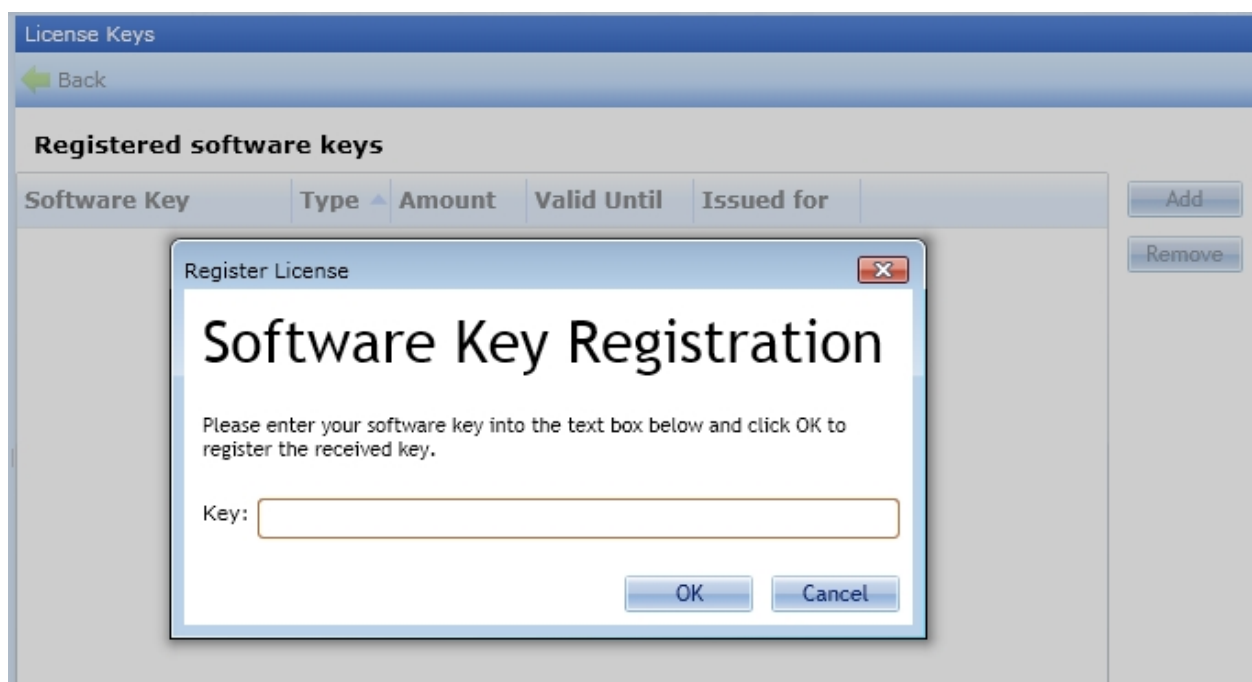 License Keys
Back
Registered software keys
Software Key Type Amount Valid Until Issued for
Add
Remove
Register License
Software Key Registration
Please enter your software key into the text box below and click OK to
register the received key.
Key:
OK Cancel